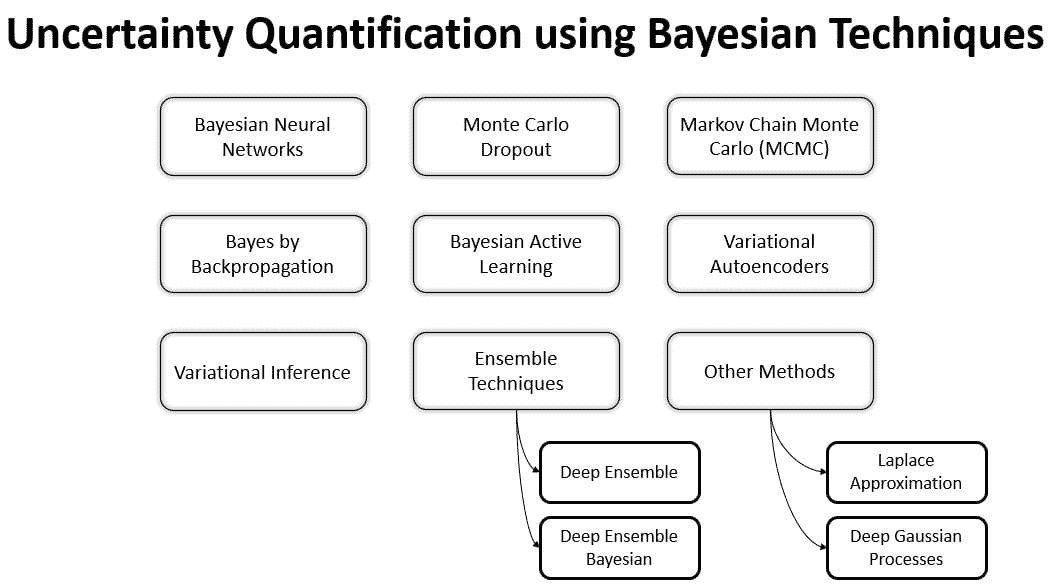 Uncertainty Quantification using Bayesian Techniques
Bayesian Neural
Networks
Monte Carlo
Dropout
Markov Chain Monte
Carlo (MCMC)
Bayes by
Backpropagation
Bayesian Active
Learning
Variational
Autoencoders
Variational Inference
Ensemble
Techniques
Other Methods
Deep Ensemble
Deep Ensemble
Bayesian
Laplace
Approximation
Deep Gaussian
Processes